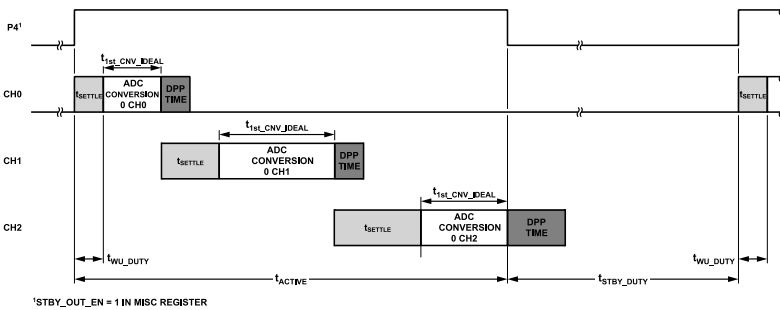 P4¹
t1st_CNV_IDEAL
CH0
tSETTLE
ADC
CONVERSION
0 CH0
DPP
TIME
tSETTLE
t1st_CNV_IDEAL
CH1
tSETTLE
ADC
CONVERSION
0 CH1
DPP
TIME
t1st_CNV_IDEAL
CH2
tSETTLE
ADC
CONVERSION
0 CH2
DPP
TIME
tWU_DUTY
tWU_DUTY
tACTIVE
tSTBY_DUTY
¹STBY_OUT_EN = 1 IN MISC REGISTER